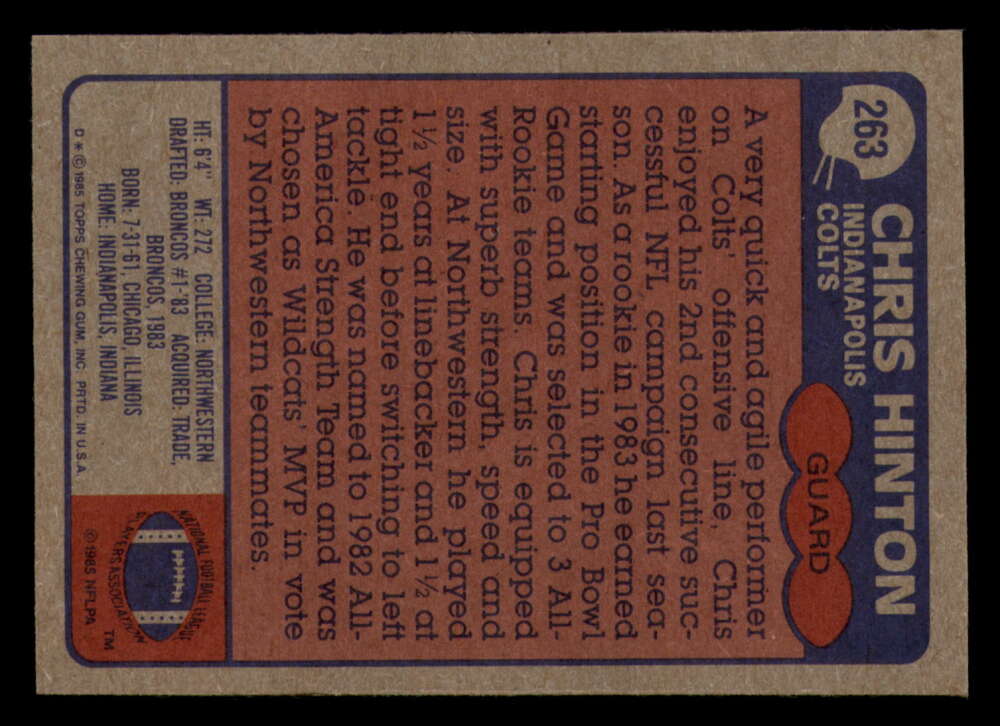 263
CHRIS HINTON
INDIANAPOLIS
COLTS
GUARD
A very quick and agile performer
on Colts' offensive line, Chris
enjoyed his 2nd consecutive suc-
cessful NFL campaign last sea-
son. As a rookie in 1983 he earned
starting position in the Pro Bowl
Game and was selected to 3 All-
Rookie teams. Chris is equipped
with superb strength, speed and
size. At Northwestern he played
1½ years at linebacker and 1½ at
tight end before switching to left
tackle. He was named to 1982 All-
America Strength Team and was
chosen as Wildcats' MVP in vote
by Northwestern teammates.
HT: 6'4" WT: 272 COLLEGE: NORTHWESTERN
DRAFTED: BRONCOS #1-'83 ACQUIRED: TRADE,
BRONCOS, 1983
BORN: 7-31-61, CHICAGO, ILLINOIS
HOME: INDIANAPOLIS, INDIANA
D * © 1985 TOPPS CHEWING GUM, INC. PRTD. IN U.S.A.
NATIONAL FOOTBALL LEAGUE
PLAYERS ASSOCIATION
TM
© 1985 NFLPA